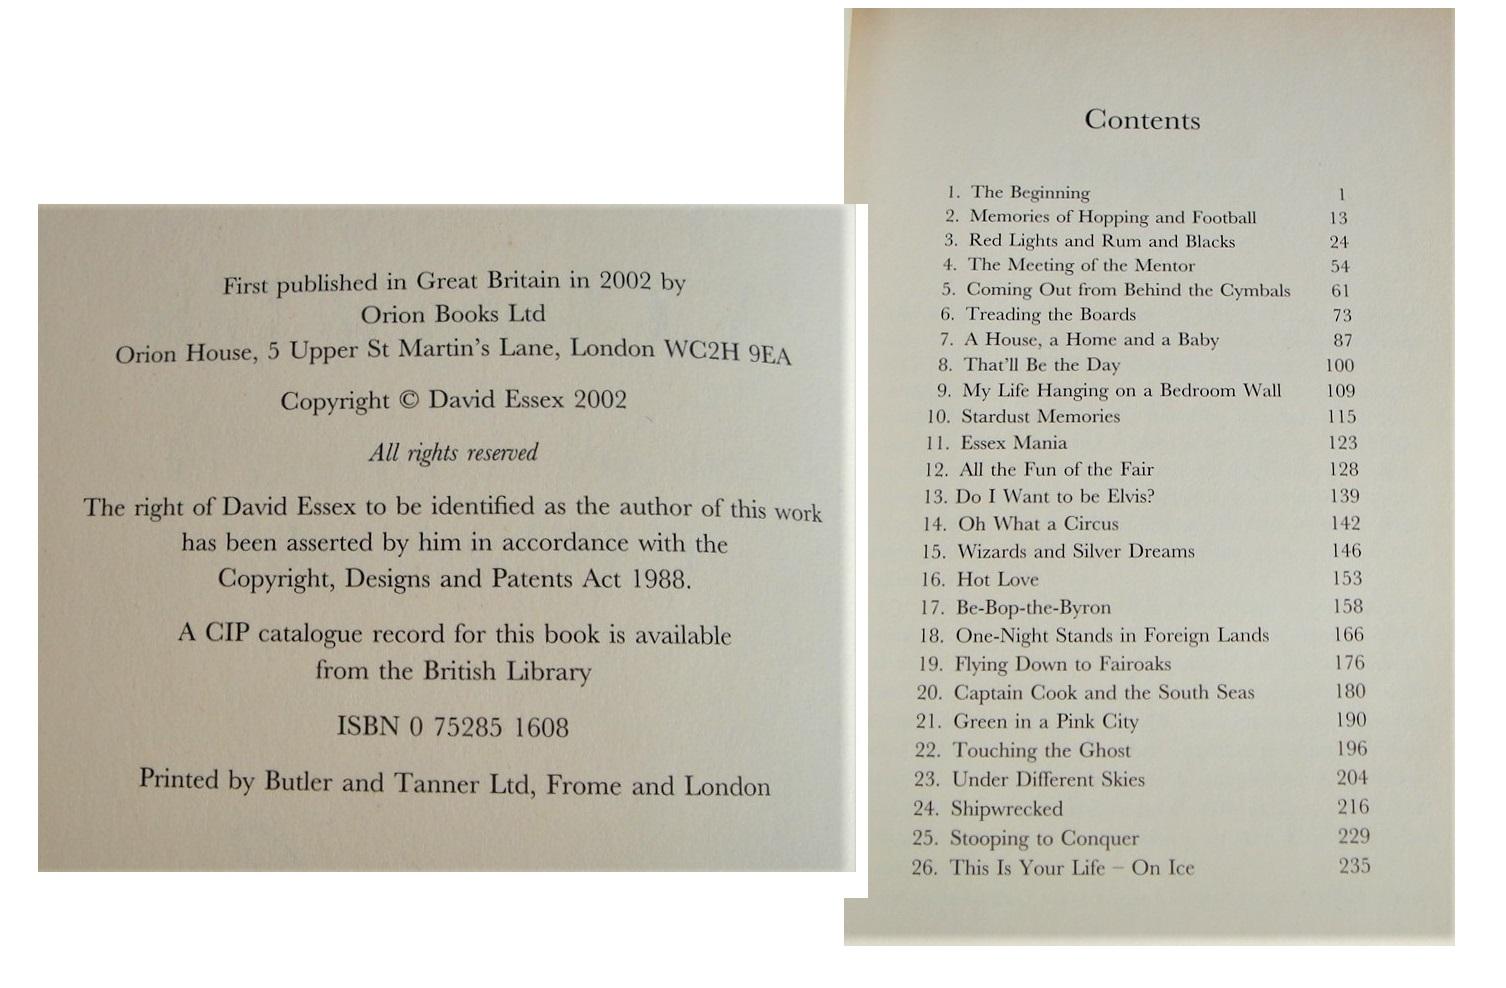 First published in Great Britain in 2002 by
Orion Books Ltd
Orion House, 5 Upper St Martin's Lane, London WC2H 9EA
Copyright © David Essex 2002
All rights reserved
The right of David Essex to be identified as the author of this work
has been asserted by him in accordance with the
Copyright, Designs and Patents Act 1988.
A CIP catalogue record for this book is available
from the British Library
ISBN 0 75285 1608
Printed by Butler and Tanner Ltd, Frome and London
Contents
1. The Beginning 1
2. Memories of Hopping and Football 13
3. Red Lights and Rum and Blacks 24
4. The Meeting of the Mentor 54
5. Coming Out from Behind the Cymbals 61
6. Treading the Boards 73
7. A House, a Home and a Baby 87
8. That'll Be the Day 100
9. My Life Hanging on a Bedroom Wall 109
10. Stardust Memories 115
11. Essex Mania 123
12. All the Fun of the Fair 128
13. Do I Want to be Elvis? 139
14. Oh What a Circus 142
15. Wizards and Silver Dreams 146
16. Hot Love 153
17. Be-Bop-the-Byron 158
18. One-Night Stands in Foreign Lands 166
19. Flying Down to Fairoaks 176
20. Captain Cook and the South Seas 180
21. Green in a Pink City 190
22. Touching the Ghost 196
23. Under Different Skies 204
24. Shipwrecked 216
25. Stooping to Conquer 229
26. This Is Your Life – On Ice 235